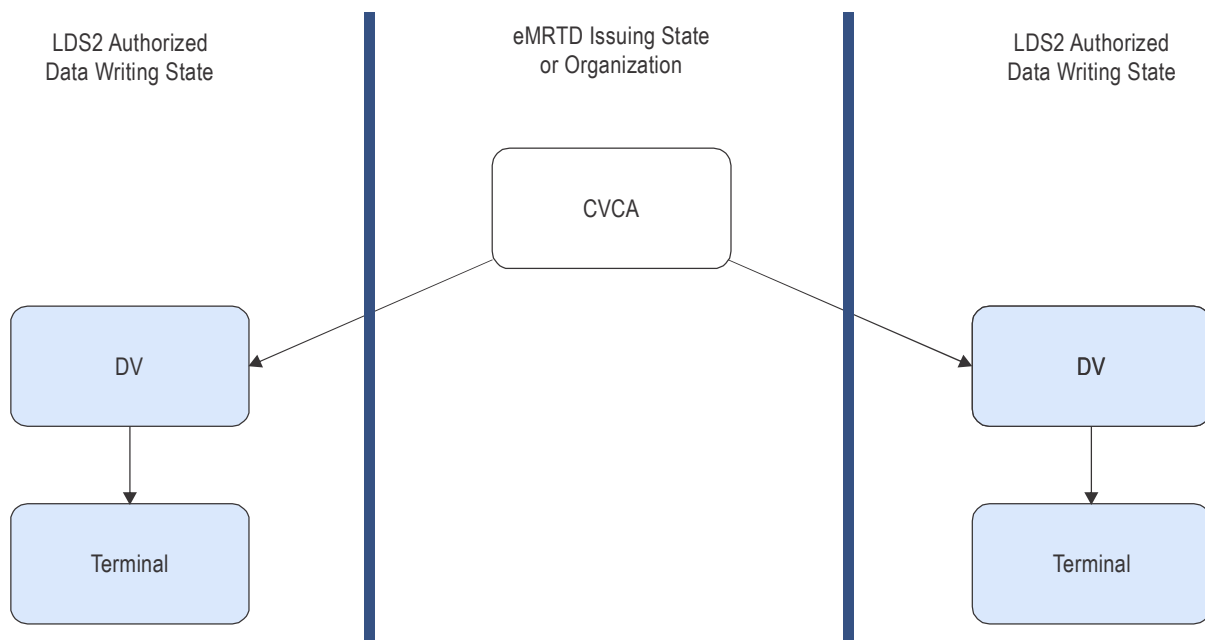 LDS2 Authorized
Data Writing State
eMRTD Issuing State
or Organization
LDS2 Authorized
Data Writing State
CVCA
DV
DV
Terminal
Terminal